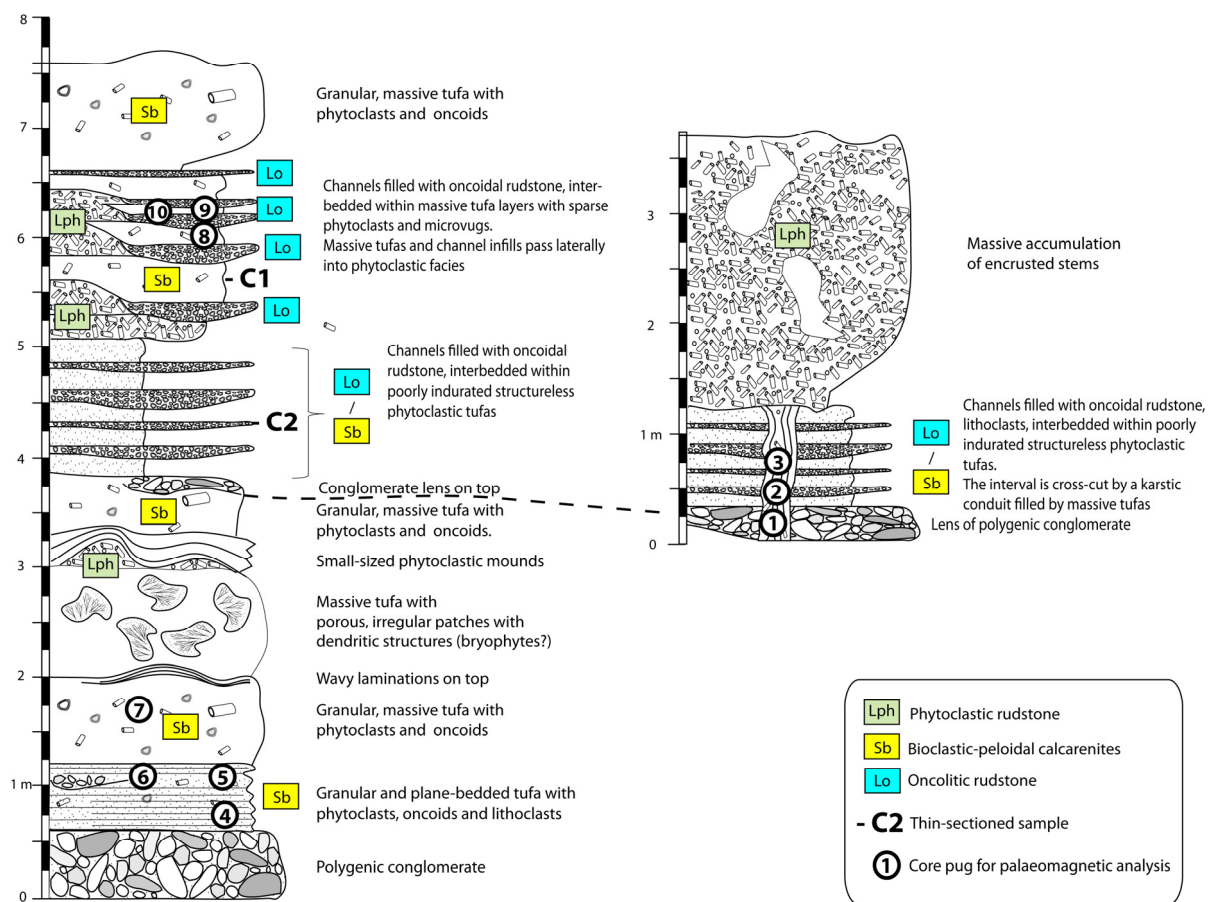 8
Granular, massive tufa with
phytoclasts and oncoids
Sb
7
Lo
Channels filled with oncoidal rudstone, inter-
bedded within massive tufa layers with sparse
phytoclasts and microvugs.
Massive tufas and channel infills pass laterally
into phytoclastic facies
10
9
Lo
Lph
8
6
Lo
Sb
- C1
Lph
Lo
5
Channels filled with oncoidal
rudstone, interbedded within
poorly indurated structureless
phytoclastic tufas
Lo
/
Sb
C2
4
Conglomerate lens on top
Granular, massive tufa with
phytoclasts and oncoids.
Sb
Lph
3
Small-sized phytoclastic mounds
Massive tufa with
porous, irregular patches with
dendritic structures (bryophytes?)
2
Wavy laminations on top
7
Sb
Granular, massive tufa with
phytoclasts and oncoids
6
5
1 m
Sb
Granular and plane-bedded tufa with
phytoclasts, oncoids and lithoclasts
4
Polygenic conglomerate
0
3
Lph
Massive accumulation
of encrusted stems
2
1 m
Channels filled with oncoidal rudstone,
lithoclasts, interbedded within poorly
indurated structureless phytoclastic
tufas.
The interval is cross-cut by a karstic
conduit filled by massive tufas
Lo
/
Sb
3
2
1
Lens of polygenic conglomerate
0
Lph Phytoclastic rudstone
Sb Bioclastic-peloidal calcarenites
Lo Oncolitic rudstone
- C2 Thin-sectioned sample
1 Core pug for palaeomagnetic analysis